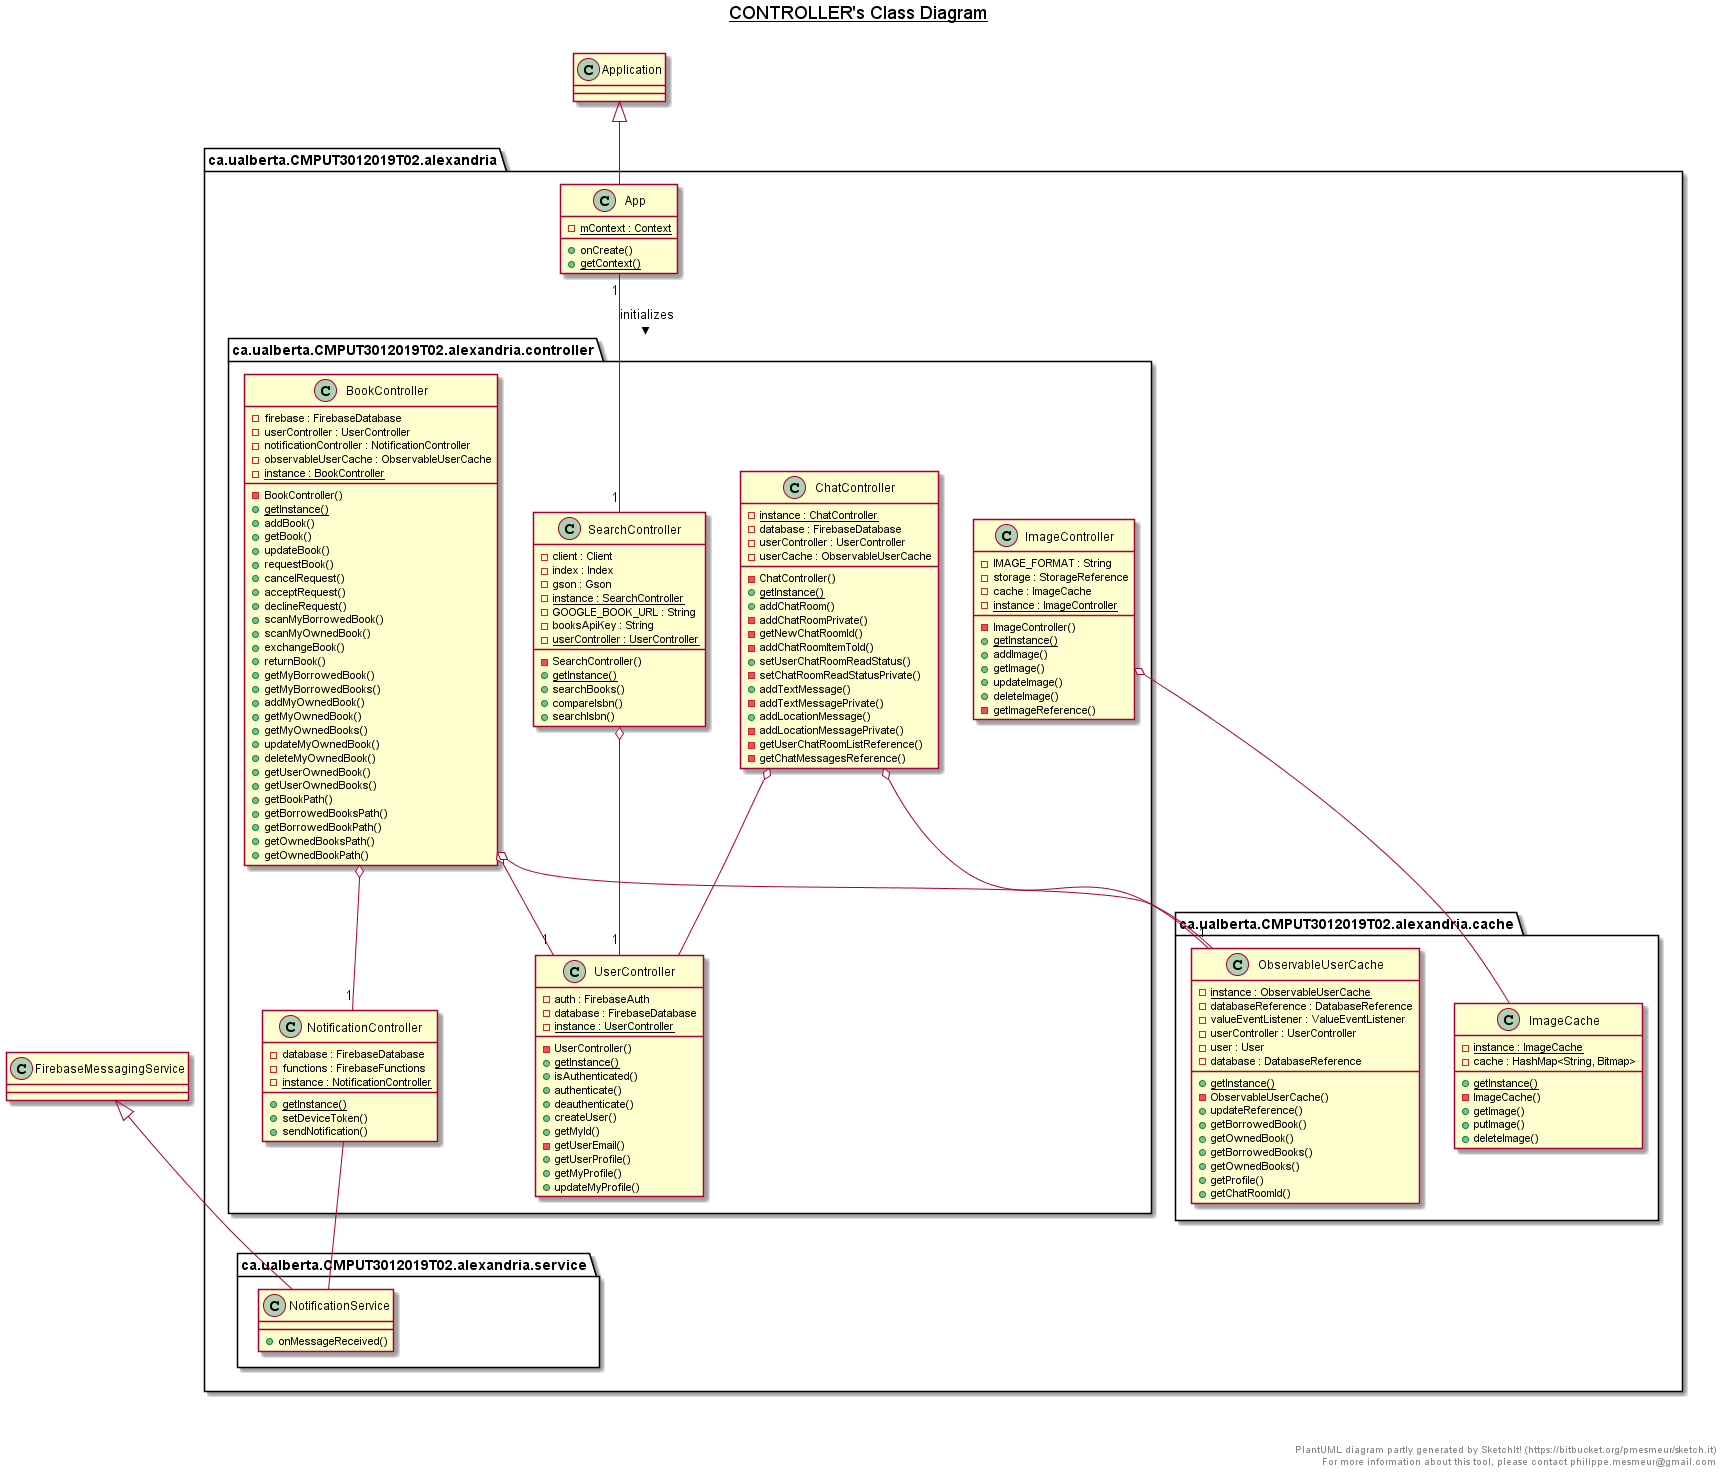 CONTROLLER's Class Diagram
C Application
ca.ualberta.CMPUT3012019T02.alexandria
C App
mContext : Context
onCreate()
getContext()
1
initializes
▼
1
ca.ualberta.CMPUT3012019T02.alexandria.controller
C BookController
firebase : FirebaseDatabase
userController : UserController
notificationController : NotificationController
observableUserCache : ObservableUserCache
instance : BookController
BookController()
getInstance()
addBook()
getBook()
updateBook()
requestBook()
cancelRequest()
acceptRequest()
declineRequest()
scanMyBorrowedBook()
scanMyOwnedBook()
exchangeBook()
returnBook()
getMyBorrowedBook()
getMyBorrowedBooks()
addMyOwnedBook()
getMyOwnedBook()
getMyOwnedBooks()
updateMyOwnedBook()
deleteMyOwnedBook()
getUserOwnedBook()
getUserOwnedBooks()
getBookPath()
getBorrowedBooksPath()
getBorrowedBookPath()
getOwnedBooksPath()
getOwnedBookPath()
C SearchController
client : Client
index : Index
gson : Gson
instance : SearchController
GOOGLE_BOOK_URL : String
booksApiKey : String
userController : UserController
SearchController()
getInstance()
searchBooks()
compareIsbn()
searchIsbn()
C ChatController
instance : ChatController
database : FirebaseDatabase
userController : UserController
userCache : ObservableUserCache
ChatController()
getInstance()
addChatRoom()
addChatRoomPrivate()
getNewChatRoomId()
addChatRoomItemToId()
setUserChatRoomReadStatus()
setChatRoomReadStatusPrivate()
addTextMessage()
addTextMessagePrivate()
addLocationMessage()
addLocationMessagePrivate()
getUserChatRoomListReference()
getChatMessagesReference()
C ImageController
IMAGE_FORMAT : String
storage : StorageReference
cache : ImageCache
instance : ImageController
ImageController()
getInstance()
addImage()
getImage()
updateImage()
deleteImage()
getImageReference()
1
1
1
1
1
C UserController
auth : FirebaseAuth
database : FirebaseDatabase
instance : UserController
UserController()
getInstance()
isAuthenticated()
authenticate()
deauthenticate()
createUser()
getMyId()
getUserEmail()
getUserProfile()
getMyProfile()
updateMyProfile()
C NotificationController
database : FirebaseDatabase
functions : FirebaseFunctions
instance : NotificationController
getInstance()
setDeviceToken()
sendNotification()
ca.ualberta.CMPUT3012019T02.alexandria.cache
C ObservableUserCache
instance : ObservableUserCache
databaseReference : DatabaseReference
valueEventListener : ValueEventListener
userController : UserController
user : User
database : DatabaseReference
getInstance()
ObservableUserCache()
updateReference()
getBorrowedBook()
getOwnedBook()
getBorrowedBooks()
getOwnedBooks()
getProfile()
getChatRoomId()
C ImageCache
instance : ImageCache
cache : HashMap<String, Bitmap>
getInstance()
ImageCache()
getImage()
putImage()
deleteImage()
C FirebaseMessagingService
ca.ualberta.CMPUT3012019T02.alexandria.service
C NotificationService
onMessageReceived()
PlantUML diagram partly generated by SketchIt! (https://bitbucket.org/pmesmeur/sketch.it)
For more information about this tool, please contact philippe.mesmeur@gmail.com